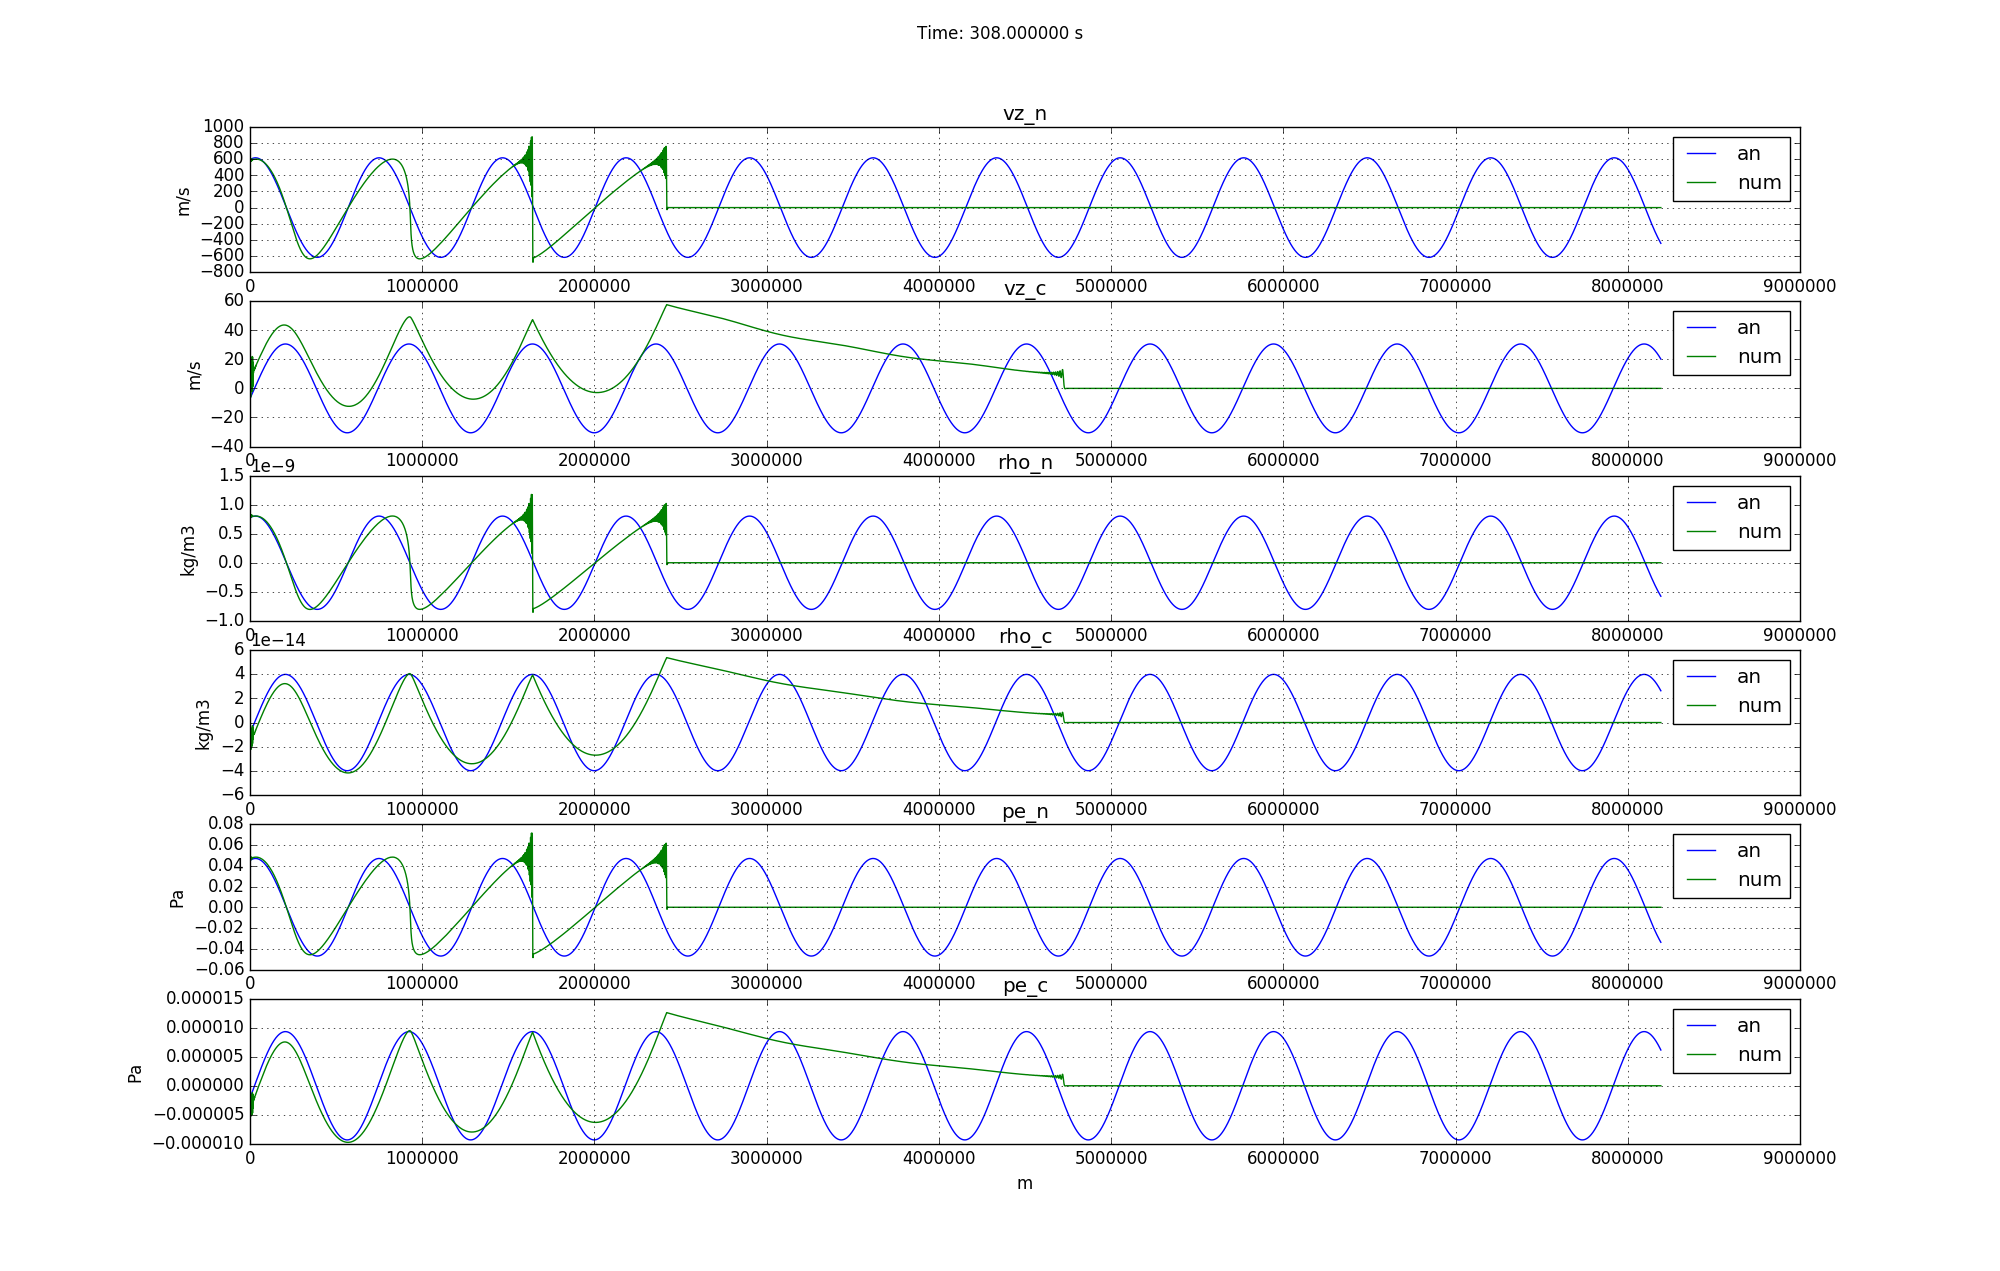 Time: 308.000000 s
vz_n
1000
800
600
400
200
0
−200
−400
−600
−800
m/s
an
num
0 1000000 2000000 3000000 4000000 5000000 6000000 7000000 8000000 9000000
vz_c
60
40
20
0
−20
−40
m/s
an
num
0 1000000 2000000 3000000 4000000 5000000 6000000 7000000 8000000 9000000
1e−9
rho_n
1.5
1.0
0.5
0.0
−0.5
−1.0
kg/m3
an
num
0 1000000 2000000 3000000 4000000 5000000 6000000 7000000 8000000 9000000
1e−14
rho_c
6
4
2
0
−2
−4
−6
kg/m3
an
num
0 1000000 2000000 3000000 4000000 5000000 6000000 7000000 8000000 9000000
pe_n
0.08
0.06
0.04
0.02
0.00
−0.02
−0.04
−0.06
Pa
an
num
0 1000000 2000000 3000000 4000000 5000000 6000000 7000000 8000000 9000000
pe_c
0.000015
0.000010
0.000005
0.000000
−0.000005
−0.000010
Pa
an
num
0 1000000 2000000 3000000 4000000 5000000 6000000 7000000 8000000 9000000
m